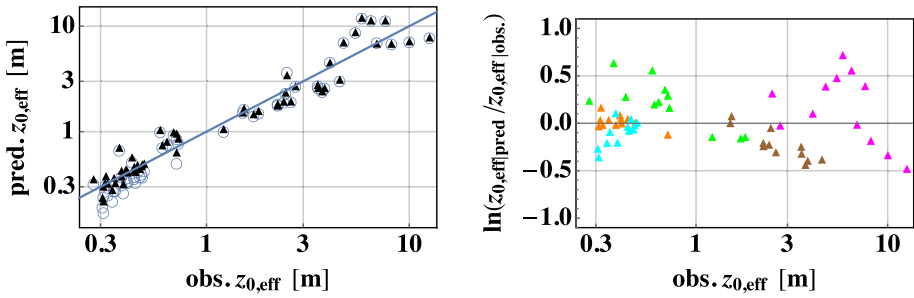 pred. z0,eff [m]
10
3
1
0.3
0.3 1 3 10
obs. z0,eff [m]
ln(z0,eff|pred /z0,eff|obs.)
1.0
0.5
0.0
−0.5
−1.0
0.3 1 3 10
obs. z0,eff [m]